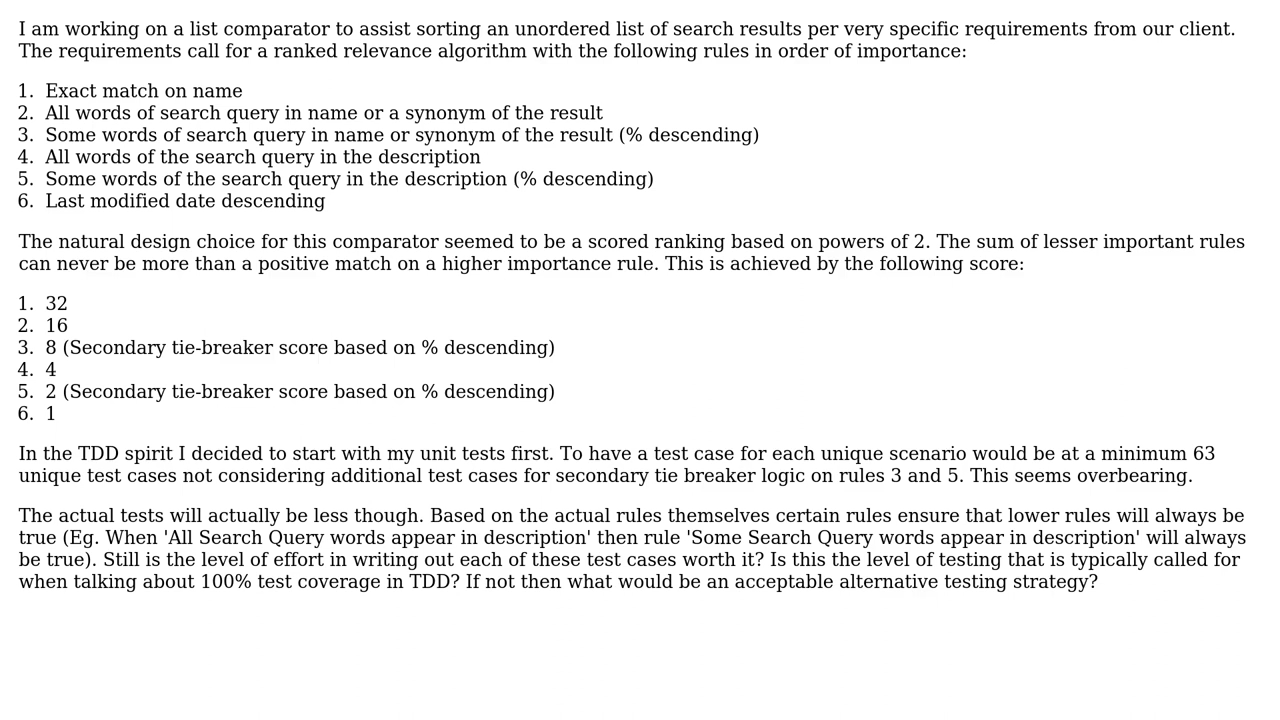 I am working on a list comparator to assist sorting an unordered list of search results per very specific requirements from our client.
The requirements call for a ranked relevance algorithm with the following rules in order of importance:
1. Exact match on name
2. All words of search query in name or a synonym of the result
3. Some words of search query in name or synonym of the result (% descending)
4. All words of the search query in the description
5. Some words of the search query in the description (% descending)
6. Last modified date descending
The natural design choice for this comparator seemed to be a scored ranking based on powers of 2. The sum of lesser important rules
can never be more than a positive match on a higher importance rule. This is achieved by the following score:
1. 32
2. 16
3. 8 (Secondary tie-breaker score based on % descending)
4. 4
5. 2 (Secondary tie-breaker score based on % descending)
6. 1
In the TDD spirit I decided to start with my unit tests first. To have a test case for each unique scenario would be at a minimum 63
unique test cases not considering additional test cases for secondary tie breaker logic on rules 3 and 5. This seems overbearing.
The actual tests will actually be less though. Based on the actual rules themselves certain rules ensure that lower rules will always be
true (Eg. When 'All Search Query words appear in description' then rule 'Some Search Query words appear in description' will always
be true). Still is the level of effort in writing out each of these test cases worth it? Is this the level of testing that is typically called for
when talking about 100% test coverage in TDD? If not then what would be an acceptable alternative testing strategy?